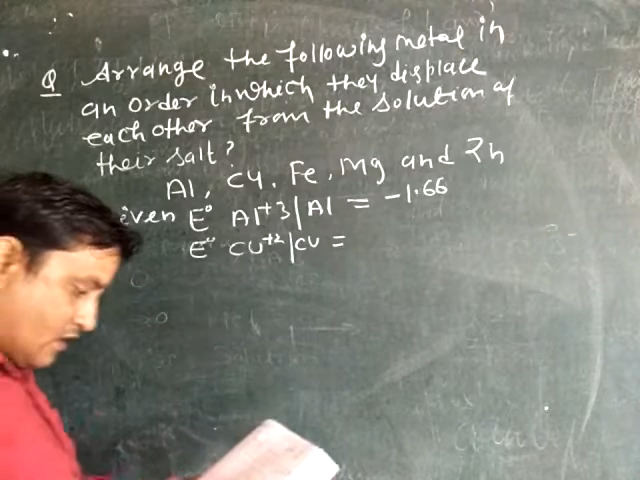 Q Arrange the following metal in
an order in which they displace
each other from the solution of
their salt?
Al, Cu, Fe, Mg and Zn
iven E° Al+3/Al = -1.66
E° Cu+2/Cu =